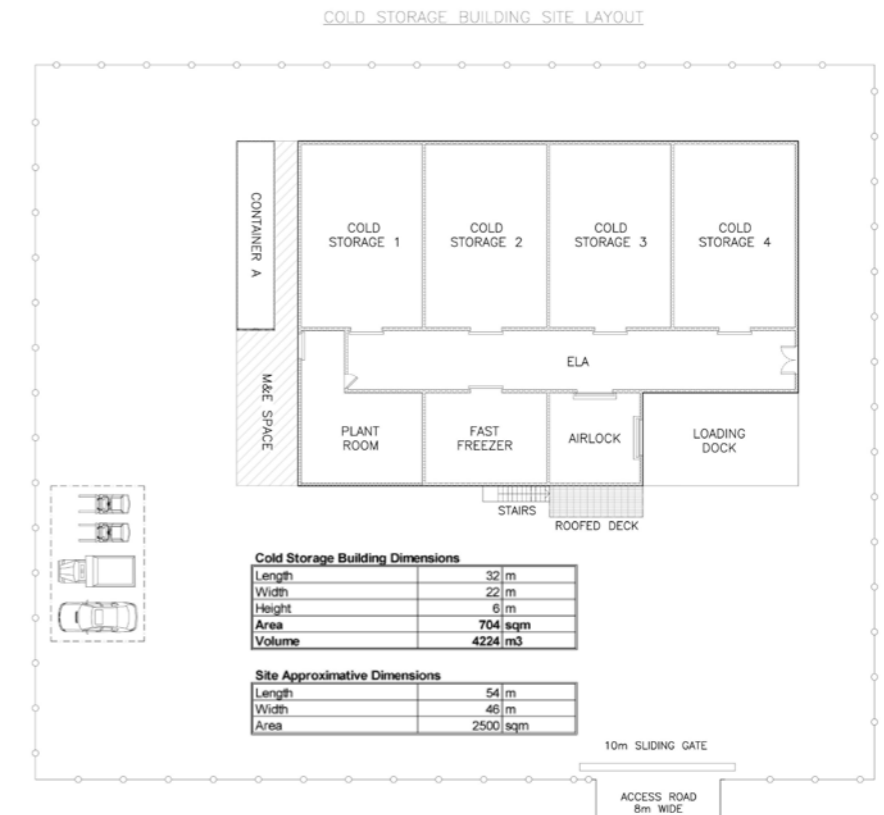 COLD STORAGE BUILDING SITE LAYOUT
CONTAINER A
COLD
STORAGE 1
COLD
STORAGE 2
COLD
STORAGE 3
COLD
STORAGE 4
ELA
M&E SPACE
PLANT
ROOM
FAST
FREEZER
AIRLOCK
LOADING
DOCK
STAIRS
ROOFED DECK
Cold Storage Building Dimensions
Length 32 m
Width 22 m
Height 6 m
Area 704 sqm
Volume 4224 m3
Site Approximative Dimensions
Length 54 m
Width 46 m
Area 2500 sqm
10m SLIDING GATE
ACCESS ROAD
8m WIDE